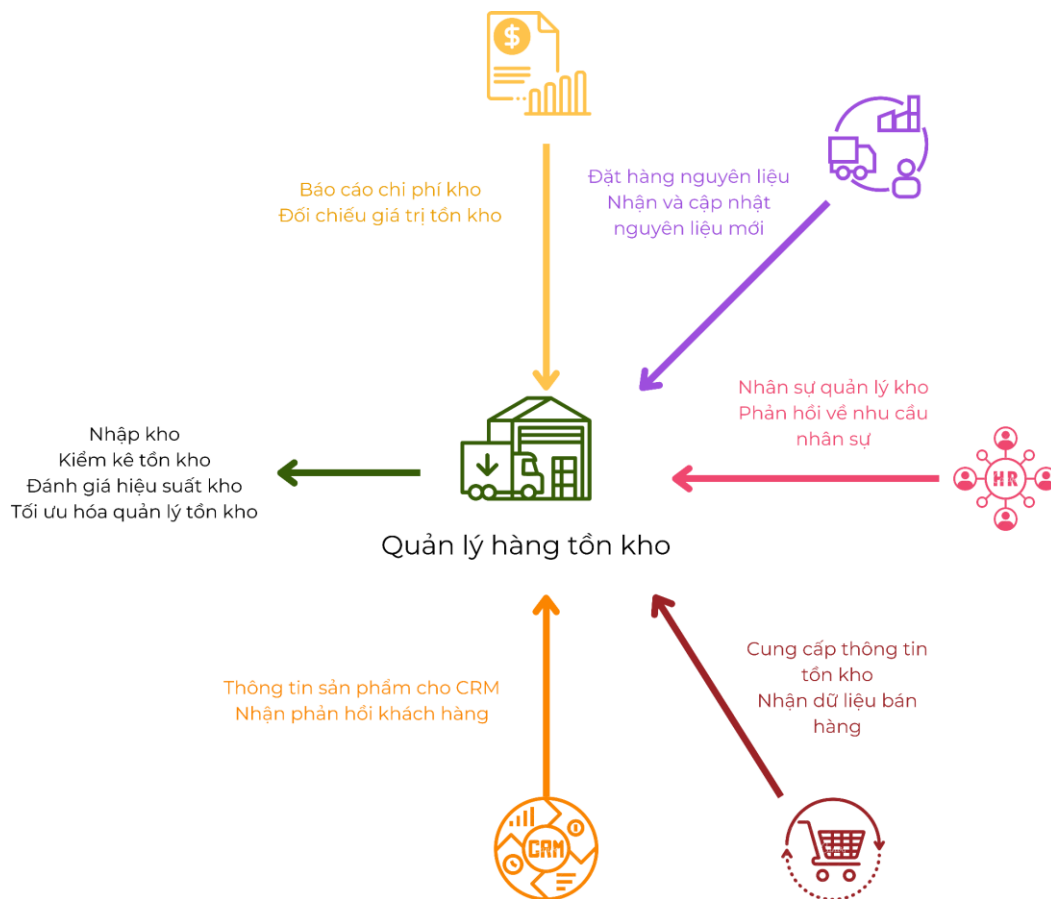 $
Báo cáo chi phí kho
Đối chiếu giá trị tồn kho
Đặt hàng nguyên liệu
Nhận và cập nhật
nguyên liệu mới
Nhân sự quản lý kho
Phản hồi về nhu cầu
nhân sự
HR
Nhập kho
Kiểm kê tồn kho
Đánh giá hiệu suất kho
Tối ưu hóa quản lý tồn kho
Quản lý hàng tồn kho
Thông tin sản phẩm cho CRM
Nhận phản hồi khách hàng
Cung cấp thông tin
tồn kho
Nhận dữ liệu bán
hàng
CRM